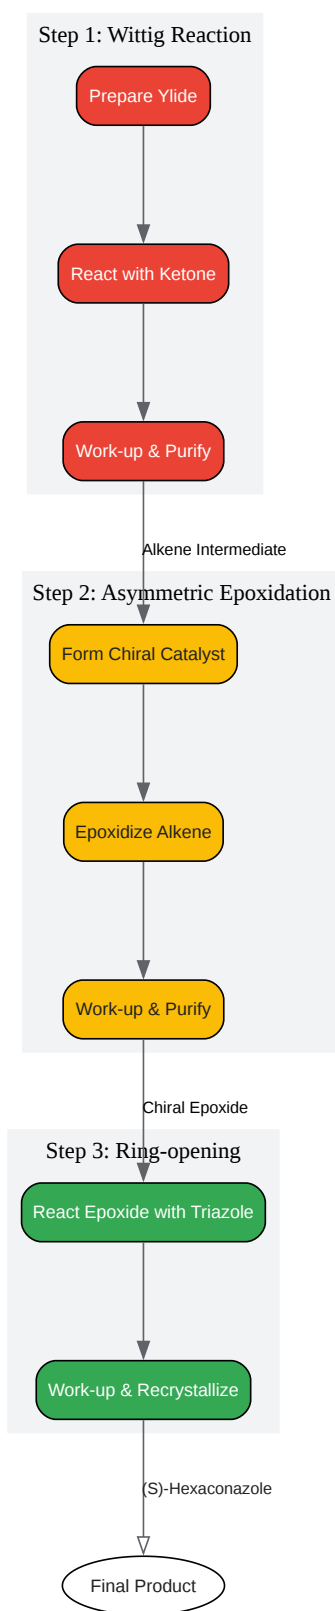 Step 1: Wittig Reaction
Prepare Ylide
React with Ketone
Work-up & Purify
Alkene Intermediate
Step 2: Asymmetric Epoxidation
Form Chiral Catalyst
Epoxidize Alkene
Work-up & Purify
Chiral Epoxide
Step 3: Ring-opening
React Epoxide with Triazole
Work-up & Recrystallize
(S)-Hexaconazole
Final Product